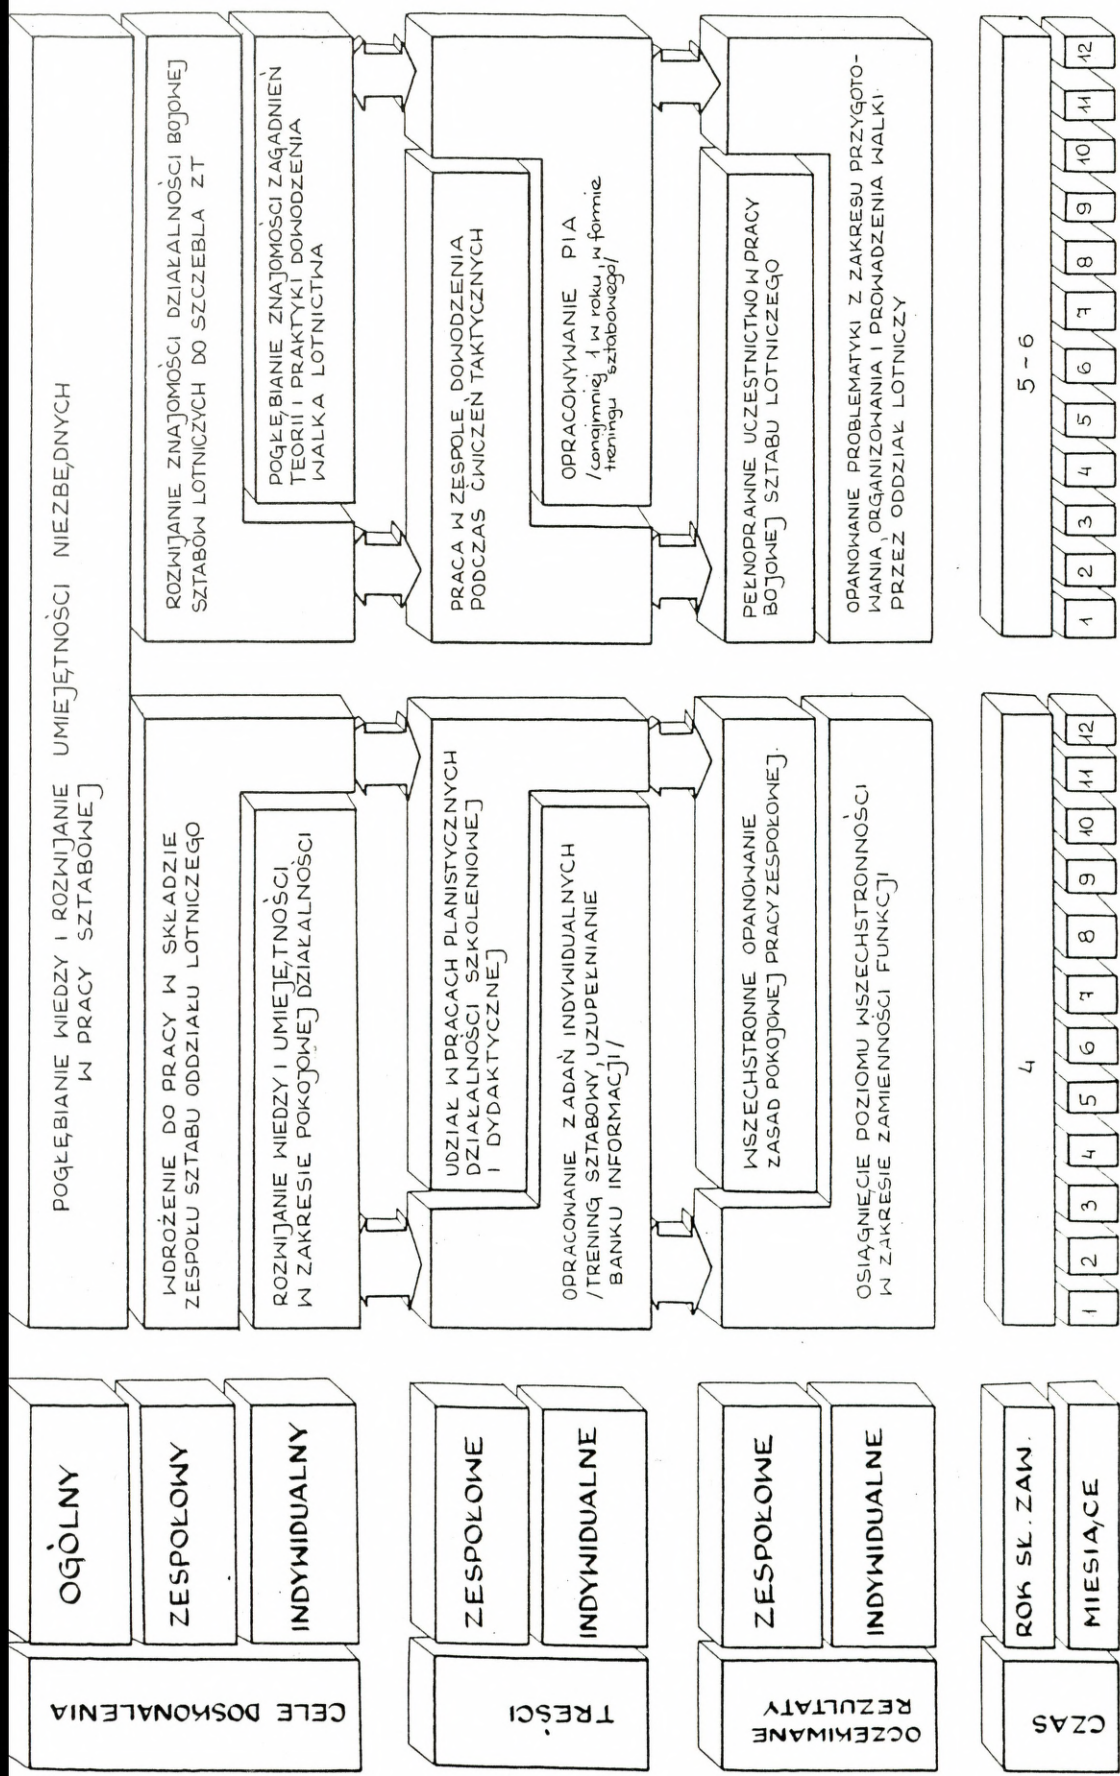 CELE DOSKONALENIA
OGÓLNY
POGŁĘBIANIE WIEDZY I ROZWIJANIE UMIEJĘTNOŚCI NIEZBĘDNYCH
W PRACY SZTABOWEJ
ZESPOŁOWY
WDROŻENIE DO PRACY W SKŁADZIE
ZESPOŁU SZTABU ODDZIAŁU LOTNICZEGO
ROZWIJANIE ZNAJOMOŚCI DZIAŁALNOŚCI BOJOWEJ
SZTABÓW LOTNICZYCH DO SZCZEBLA ZT
INDYWIDUALNY
ROZWIJANIE WIEDZY I UMIEJĘTNOŚCI
W ZAKRESIE POKOJOWEJ DZIAŁALNOŚCI
POGŁĘBIANIE ZNAJOMOŚCI ZAGADNIEŃ
TEORII I PRAKTYKI DOWODZENIA
WALKA LOTNICTWA
TREŚCI
ZESPOŁOWE
UDZIAŁ W PRACACH PLANISTYCZNYCH
DZIAŁALNOŚCI SZKOLENIOWEJ
I DYDAKTYCZNEJ
PRACA W ZESPOLE DOWODZENIA
PODCZAS ĆWICZEŃ TAKTYCZNYCH
INDYWIDUALNE
OPRACOWANIE ZADAŃ INDYWIDUALNYCH
/TRENING SZTABOWY, UZUPEŁNIANIE
BANKU INFORMACJI/
OPRACOWYWANIE PIA
/conajmniej 1 w roku, w formie
treningu sztabowego/
OCZEKIWANE
REZULTATY
ZESPOŁOWE
WSZECHSTRONNE OPANOWANIE
ZASAD POKOJOWEJ PRACY ZESPOŁOWEJ.
PEŁNOPRAWNE UCZESTNICTWO W PRACY
BOJOWEJ SZTABU LOTNICZEGO
INDYWIDUALNE
OSIĄGNIĘCIE POZIOMU WSZECHSTRONNOŚCI
W ZAKRESIE ZAMIENNOŚCI FUNKCJI
OPANOWANIE PROBLEMATYKI Z ZAKRESU PRZYGOTO-
WANIA, ORGANIZOWANIA I PROWADZENIA WALKI
PRZEZ ODDZIAŁ LOTNICZY
CZAS
ROK SŁ. ZAW.
4
5-6
MIESIĄCE
1 2 3 4 5 6 7 8 9 10 11 12
1 2 3 4 5 6 7 8 9 10 11 12